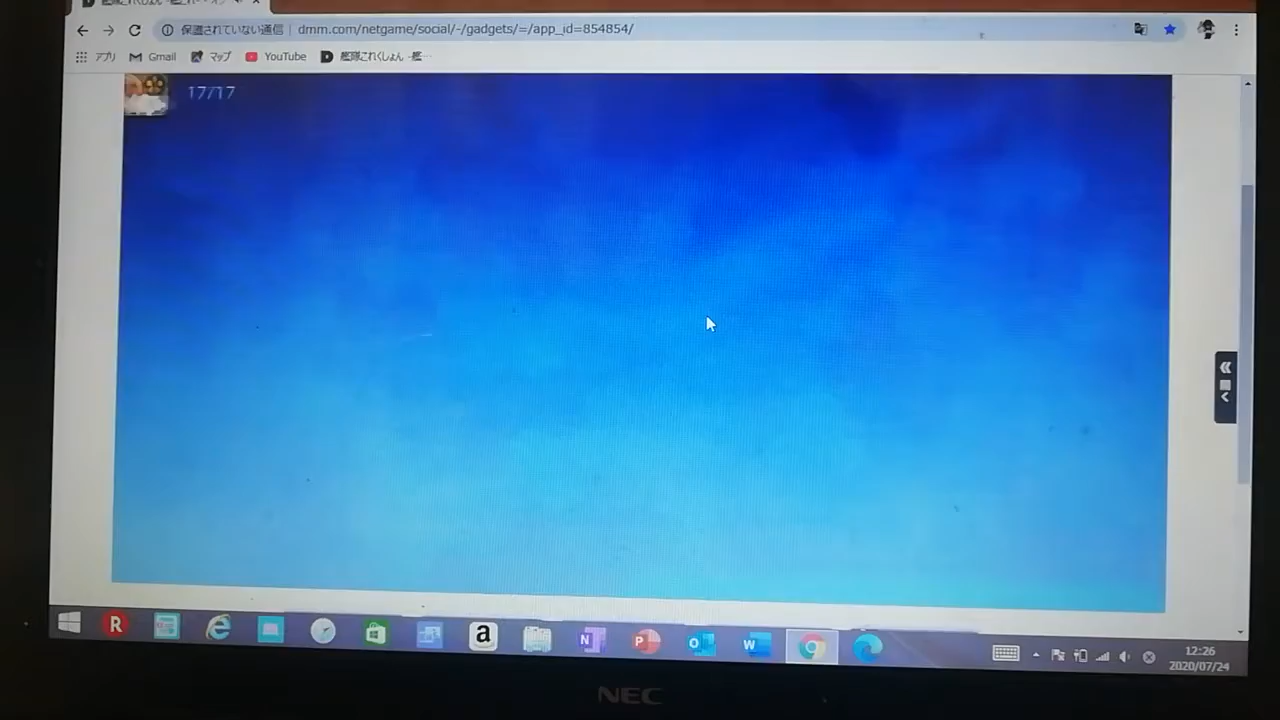 保護されていない通信 | dmm.com/netgame/social/-/gadgets/=/app_id=854854/
アプリ Gmail マップ YouTube 艦隊これくしょん -艦…
17/17
12:26
2020/07/24
NEC